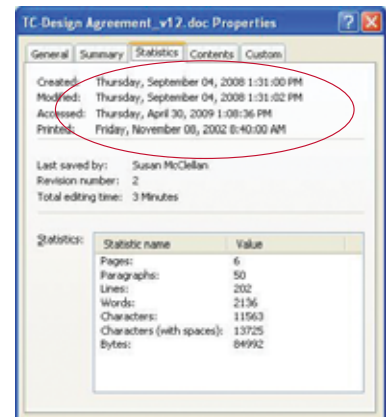 TC-Design Agreement_v12.doc Properties
General Summary Statistics Contents Custom
Created: Thursday, September 04, 2008 1:31:00 PM
Modified: Thursday, September 04, 2008 1:31:02 PM
Accessed: Thursday, April 30, 2009 1:08:36 PM
Printed: Friday, November 08, 2002 8:40:00 AM
Last saved by: Susan McClellan
Revision number: 2
Total editing time: 3 Minutes
Statistics:
Statistic name Value
Pages: 6
Paragraphs: 50
Lines: 202
Words: 2136
Characters: 11563
Characters (with spaces): 13725
Bytes: 84992